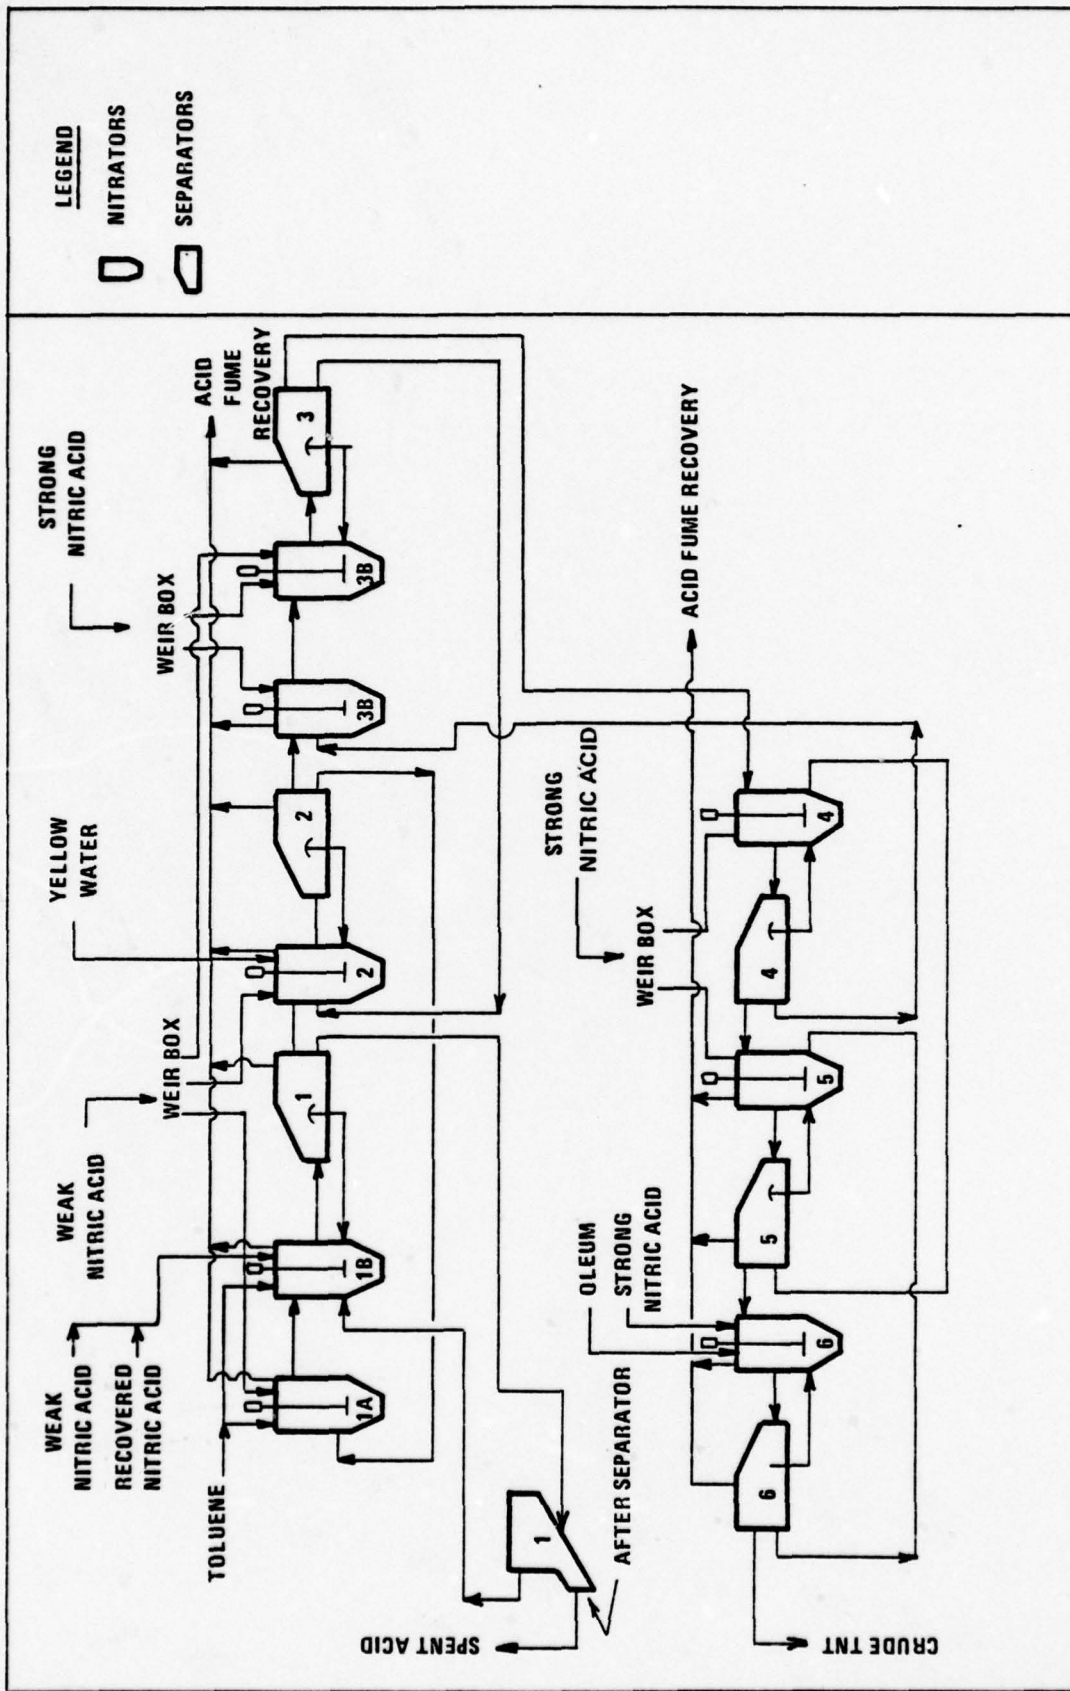 LEGEND
NITRATORS
SEPARATORS
STRONG
NITRIC ACID
YELLOW
WATER
WEAK
NITRIC ACID
WEAK
NITRIC ACID
RECOVERED
NITRIC ACID
TOLUENE
WEIR BOX
WEIR BOX
ACID
FUME
RECOVERY
1A
1B
1
2
2
3B
3B
3
SPENT ACID
1
AFTER SEPARATOR
STRONG
NITRIC ACID
WEIR BOX
OLEUM
STRONG
NITRIC ACID
ACID FUME RECOVERY
6
6
5
5
4
4
CRUDE TNT